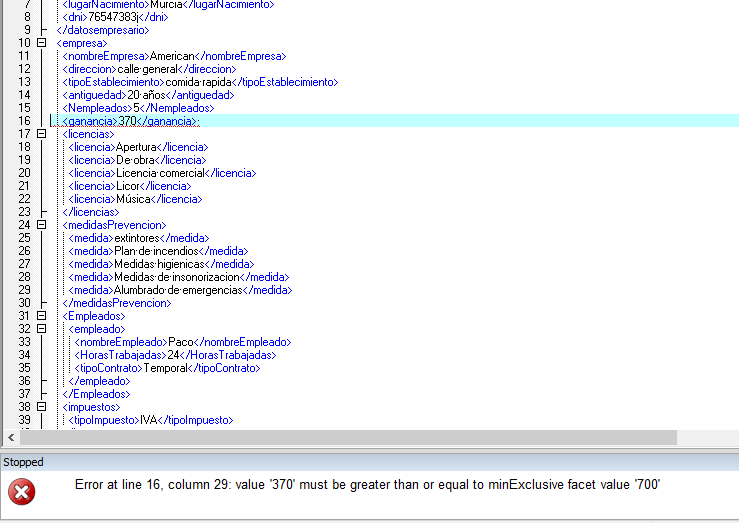 7 <lugarNacimiento>Murcia</lugarNacimiento>
8 <dni>76547383j</dni>
9 </datosempresario>
10 <empresa>
11 <nombreEmpresa>American</nombreEmpresa>
12 <direccion>calle·general</direccion>
13 <tipoEstablecimiento>comida·rapida</tipoEstablecimiento>
14 <antiguedad>20·años</antiguedad>
15 <Nempleados>5</Nempleados>
16 <ganancia>370</ganancia>·
17 <licencias>
18 <licencia>Apertura</licencia>
19 <licencia>De·obra</licencia>
20 <licencia>Licencia·comercial</licencia>
21 <licencia>Licor</licencia>
22 <licencia>Música</licencia>
23 </licencias>
24 <medidasPrevencion>
25 <medida>extintores</medida>
26 <medida>Plan·de·incendios</medida>
27 <medida>Medidas·higienicas</medida>
28 <medida>Medidas·de·insonorizacion</medida>
29 <medida>Alumbrado·de·emergencias</medida>
30 </medidasPrevencion>
31 <Empleados>
32 <empleado>
33 <nombreEmpleado>Paco</nombreEmpleado>
34 <HorasTrabajadas>24</HorasTrabajadas>
35 <tipoContrato>Temporal</tipoContrato>
36 </empleado>
37 </Empleados>
38 <impuestos>
39 <tipoImpuesto>IVA</tipoImpuesto>
Stopped
Error at line 16, column 29: value '370' must be greater than or equal to minExclusive facet value '700'